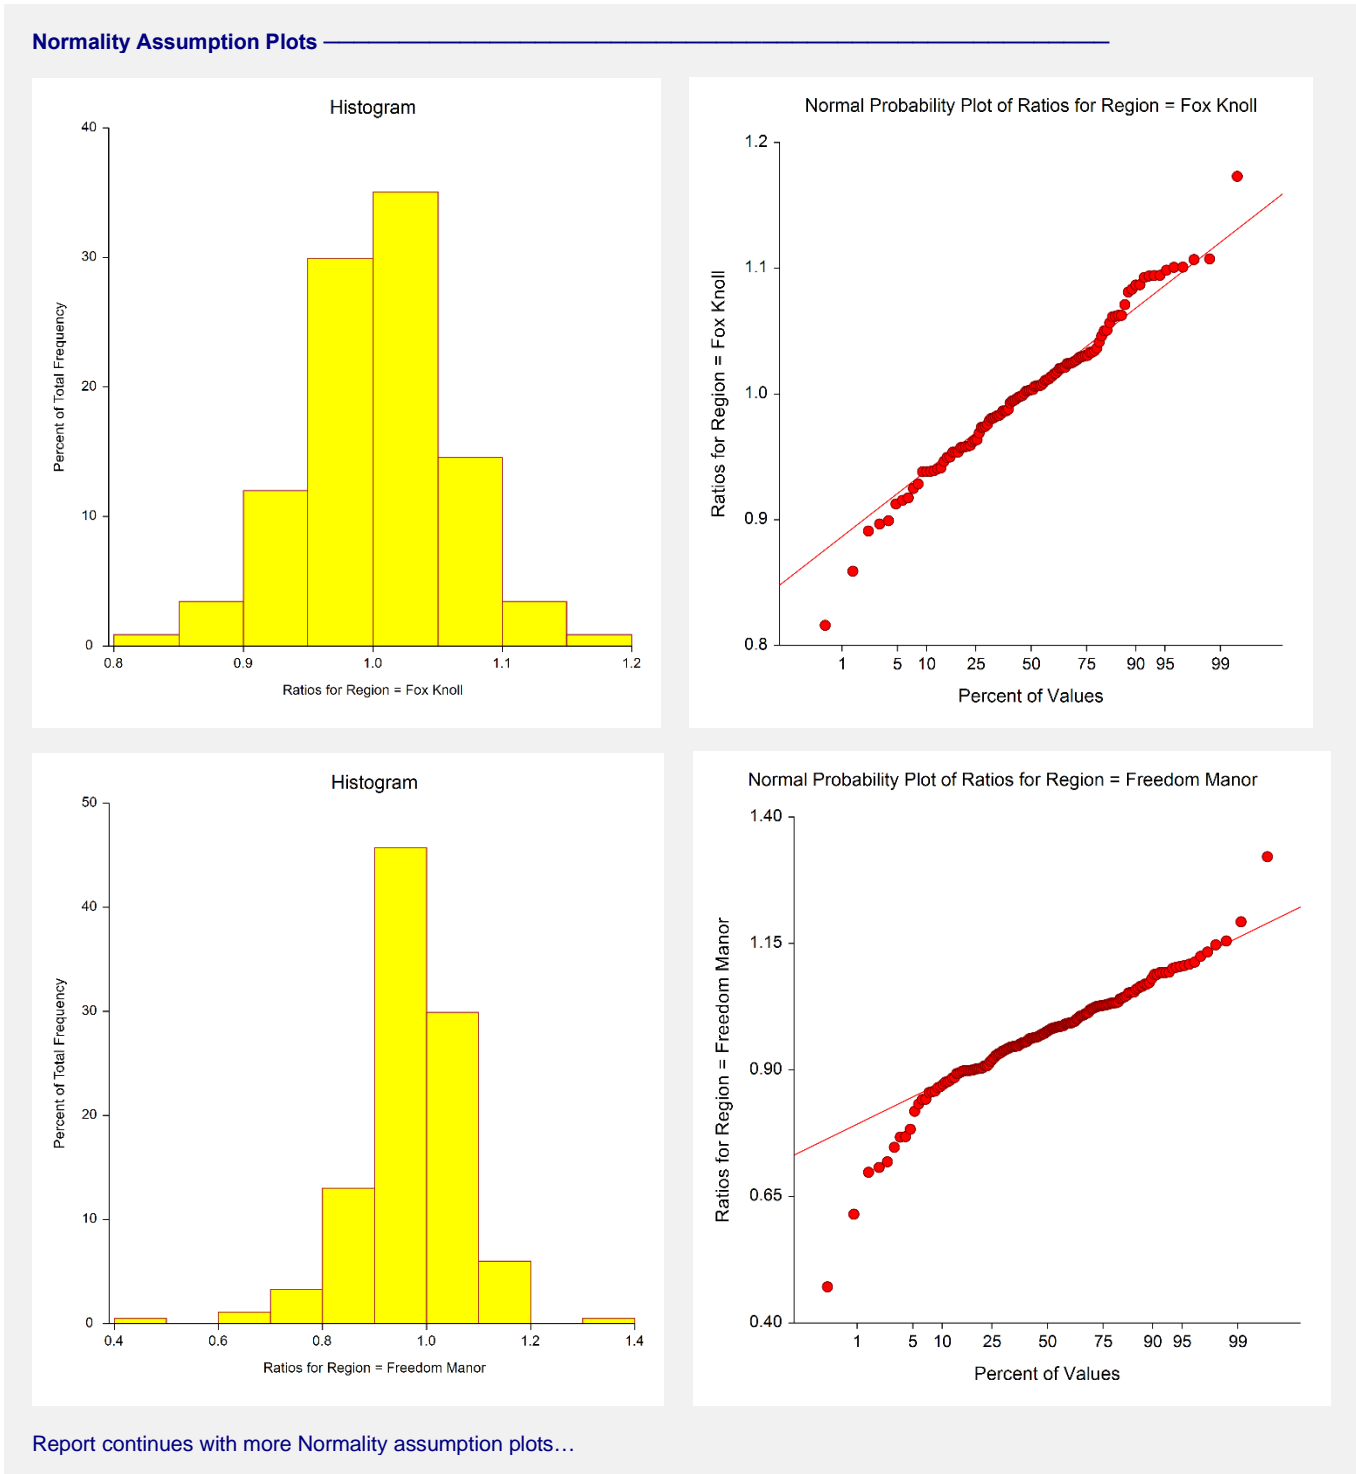 Normality Assumption Plots
Histogram
40
30
20
10
0
Percent of Total Frequency
0.8 0.9 1.0 1.1 1.2
Ratios for Region = Fox Knoll
Normal Probability Plot of Ratios for Region = Fox Knoll
1.2
1.1
1.0
0.9
0.8
Ratios for Region = Fox Knoll
1 5 10 25 50 75 90 95 99
Percent of Values
Histogram
50
40
30
20
10
0
Percent of Total Frequency
0.4 0.6 0.8 1.0 1.2 1.4
Ratios for Region = Freedom Manor
Normal Probability Plot of Ratios for Region = Freedom Manor
1.40
1.15
0.90
0.65
0.40
Ratios for Region = Freedom Manor
1 5 10 25 50 75 90 95 99
Percent of Values
Report continues with more Normality assumption plots…